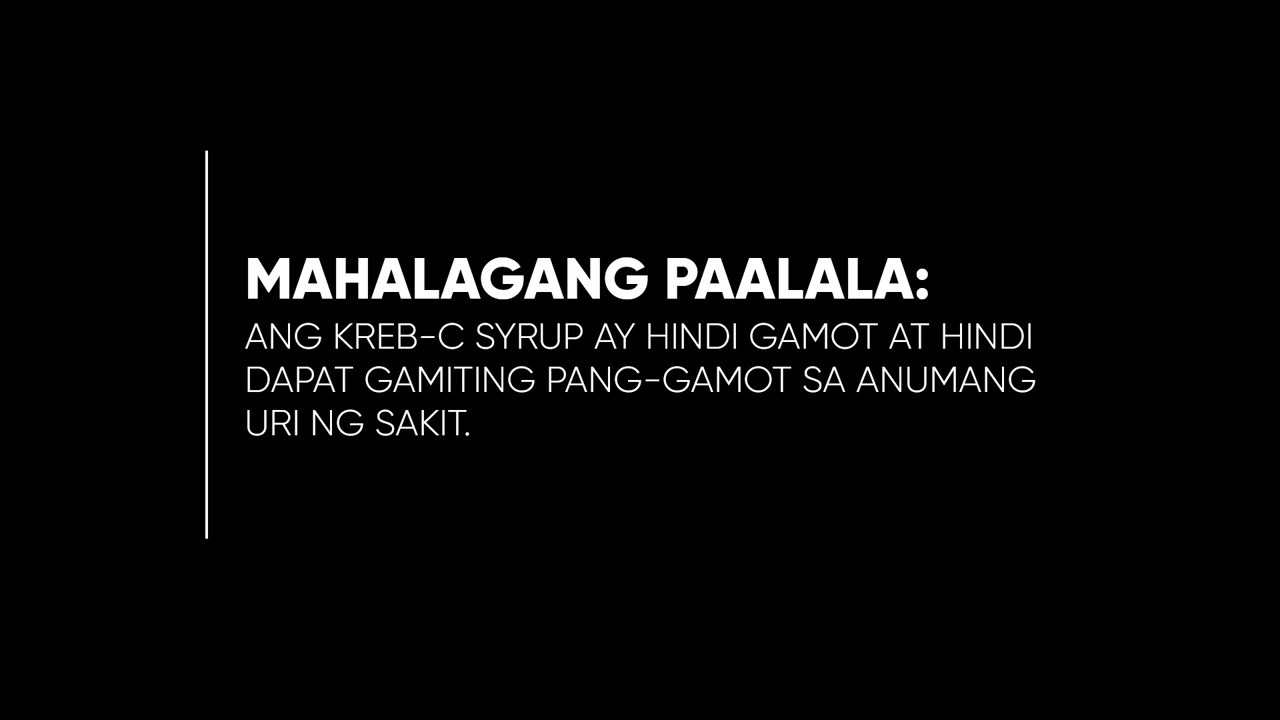 MAHALAGANG PAALALA:
ANG KREB-C SYRUP AY HINDI GAMOT AT HINDI
DAPAT GAMITING PANG-GAMOT SA ANUMANG
URI NG SAKIT.